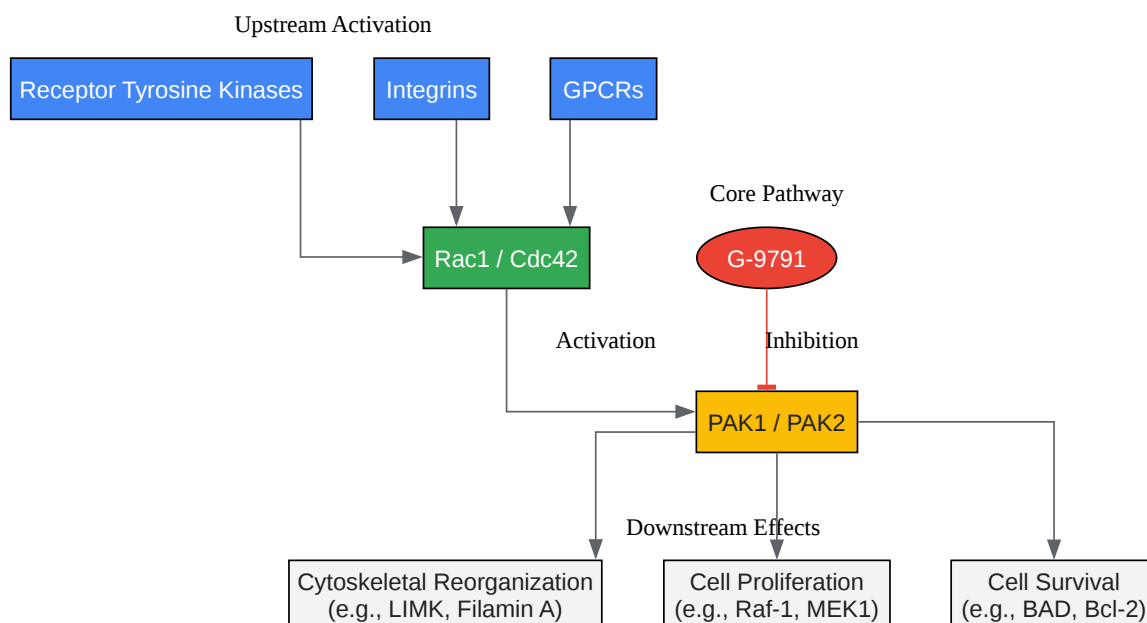 Upstream Activation
Receptor Tyrosine Kinases
Integrins
GPCRs
Core Pathway
Rac1 / Cdc42
G-9791
Activation
Inhibition
PAK1 / PAK2
Downstream Effects
Cytoskeletal Reorganization
(e.g., LIMK, Filamin A)
Cell Proliferation
(e.g., Raf-1, MEK1)
Cell Survival
(e.g., BAD, Bcl-2)